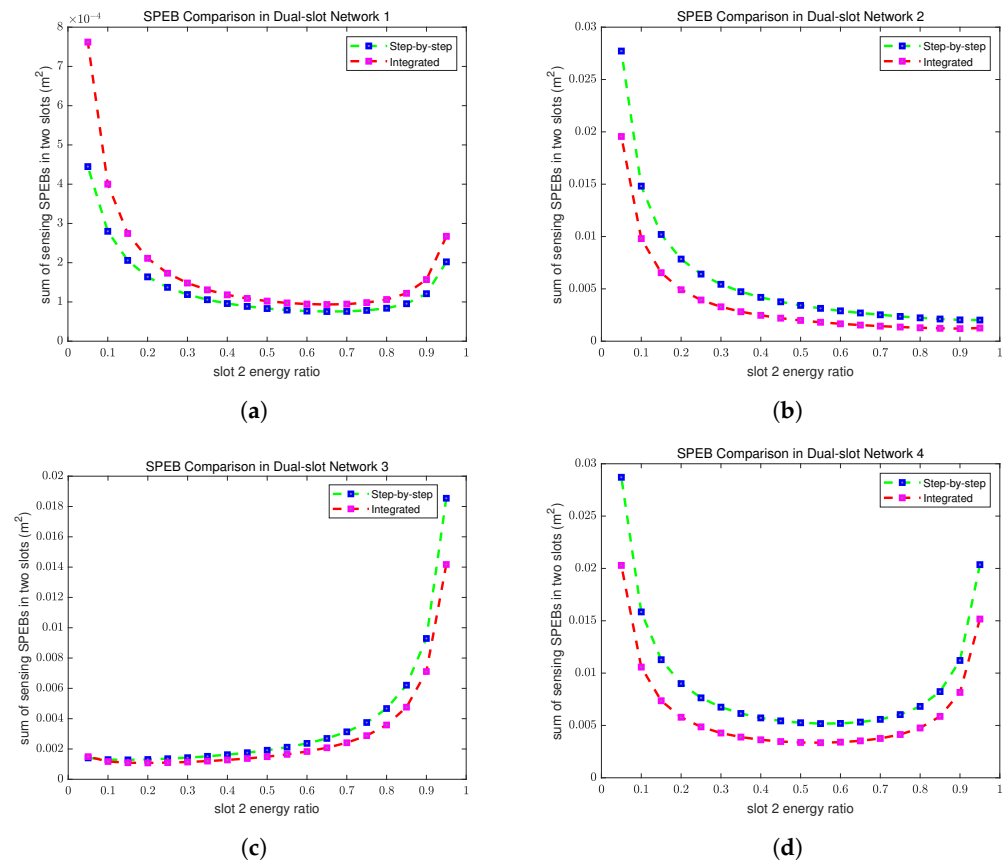 SPEB Comparison in Dual-slot Network 1
×10⁻⁴
8
7
6
5
4
3
2
1
0
sum of sensing SPEBs in two slots (m²)
Step-by-step
Integrated
0 0.1 0.2 0.3 0.4 0.5 0.6 0.7 0.8 0.9 1
slot 2 energy ratio
(a)
SPEB Comparison in Dual-slot Network 2
0.03
0.025
0.02
0.015
0.01
0.005
0
sum of sensing SPEBs in two slots (m²)
Step-by-step
Integrated
0 0.1 0.2 0.3 0.4 0.5 0.6 0.7 0.8 0.9 1
slot 2 energy ratio
(b)
SPEB Comparison in Dual-slot Network 3
0.02
0.018
0.016
0.014
0.012
0.01
0.008
0.006
0.004
0.002
0
sum of sensing SPEBs in two slots (m²)
Step-by-step
Integrated
0 0.1 0.2 0.3 0.4 0.5 0.6 0.7 0.8 0.9 1
slot 2 energy ratio
(c)
SPEB Comparison in Dual-slot Network 4
0.03
0.025
0.02
0.015
0.01
0.005
0
sum of sensing SPEBs in two slots (m²)
Step-by-step
Integrated
0 0.1 0.2 0.3 0.4 0.5 0.6 0.7 0.8 0.9 1
slot 2 energy ratio
(d)